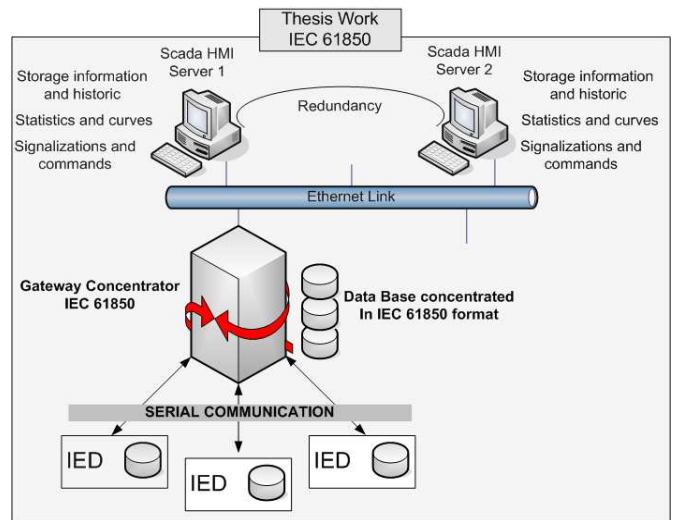 Thesis Work
IEC 61850
Scada HMI
Server 1
Scada HMI
Server 2
Storage information
and historic
Statistics and curves
Signalizations and
commands
Redundancy
Storage information
and historic
Statistics and curves
Signalizations and
commands
Ethernet Link
Gateway Concentrator
IEC 61850
Data Base concentrated
In IEC 61850 format
SERIAL COMMUNICATION
IED
IED
IED